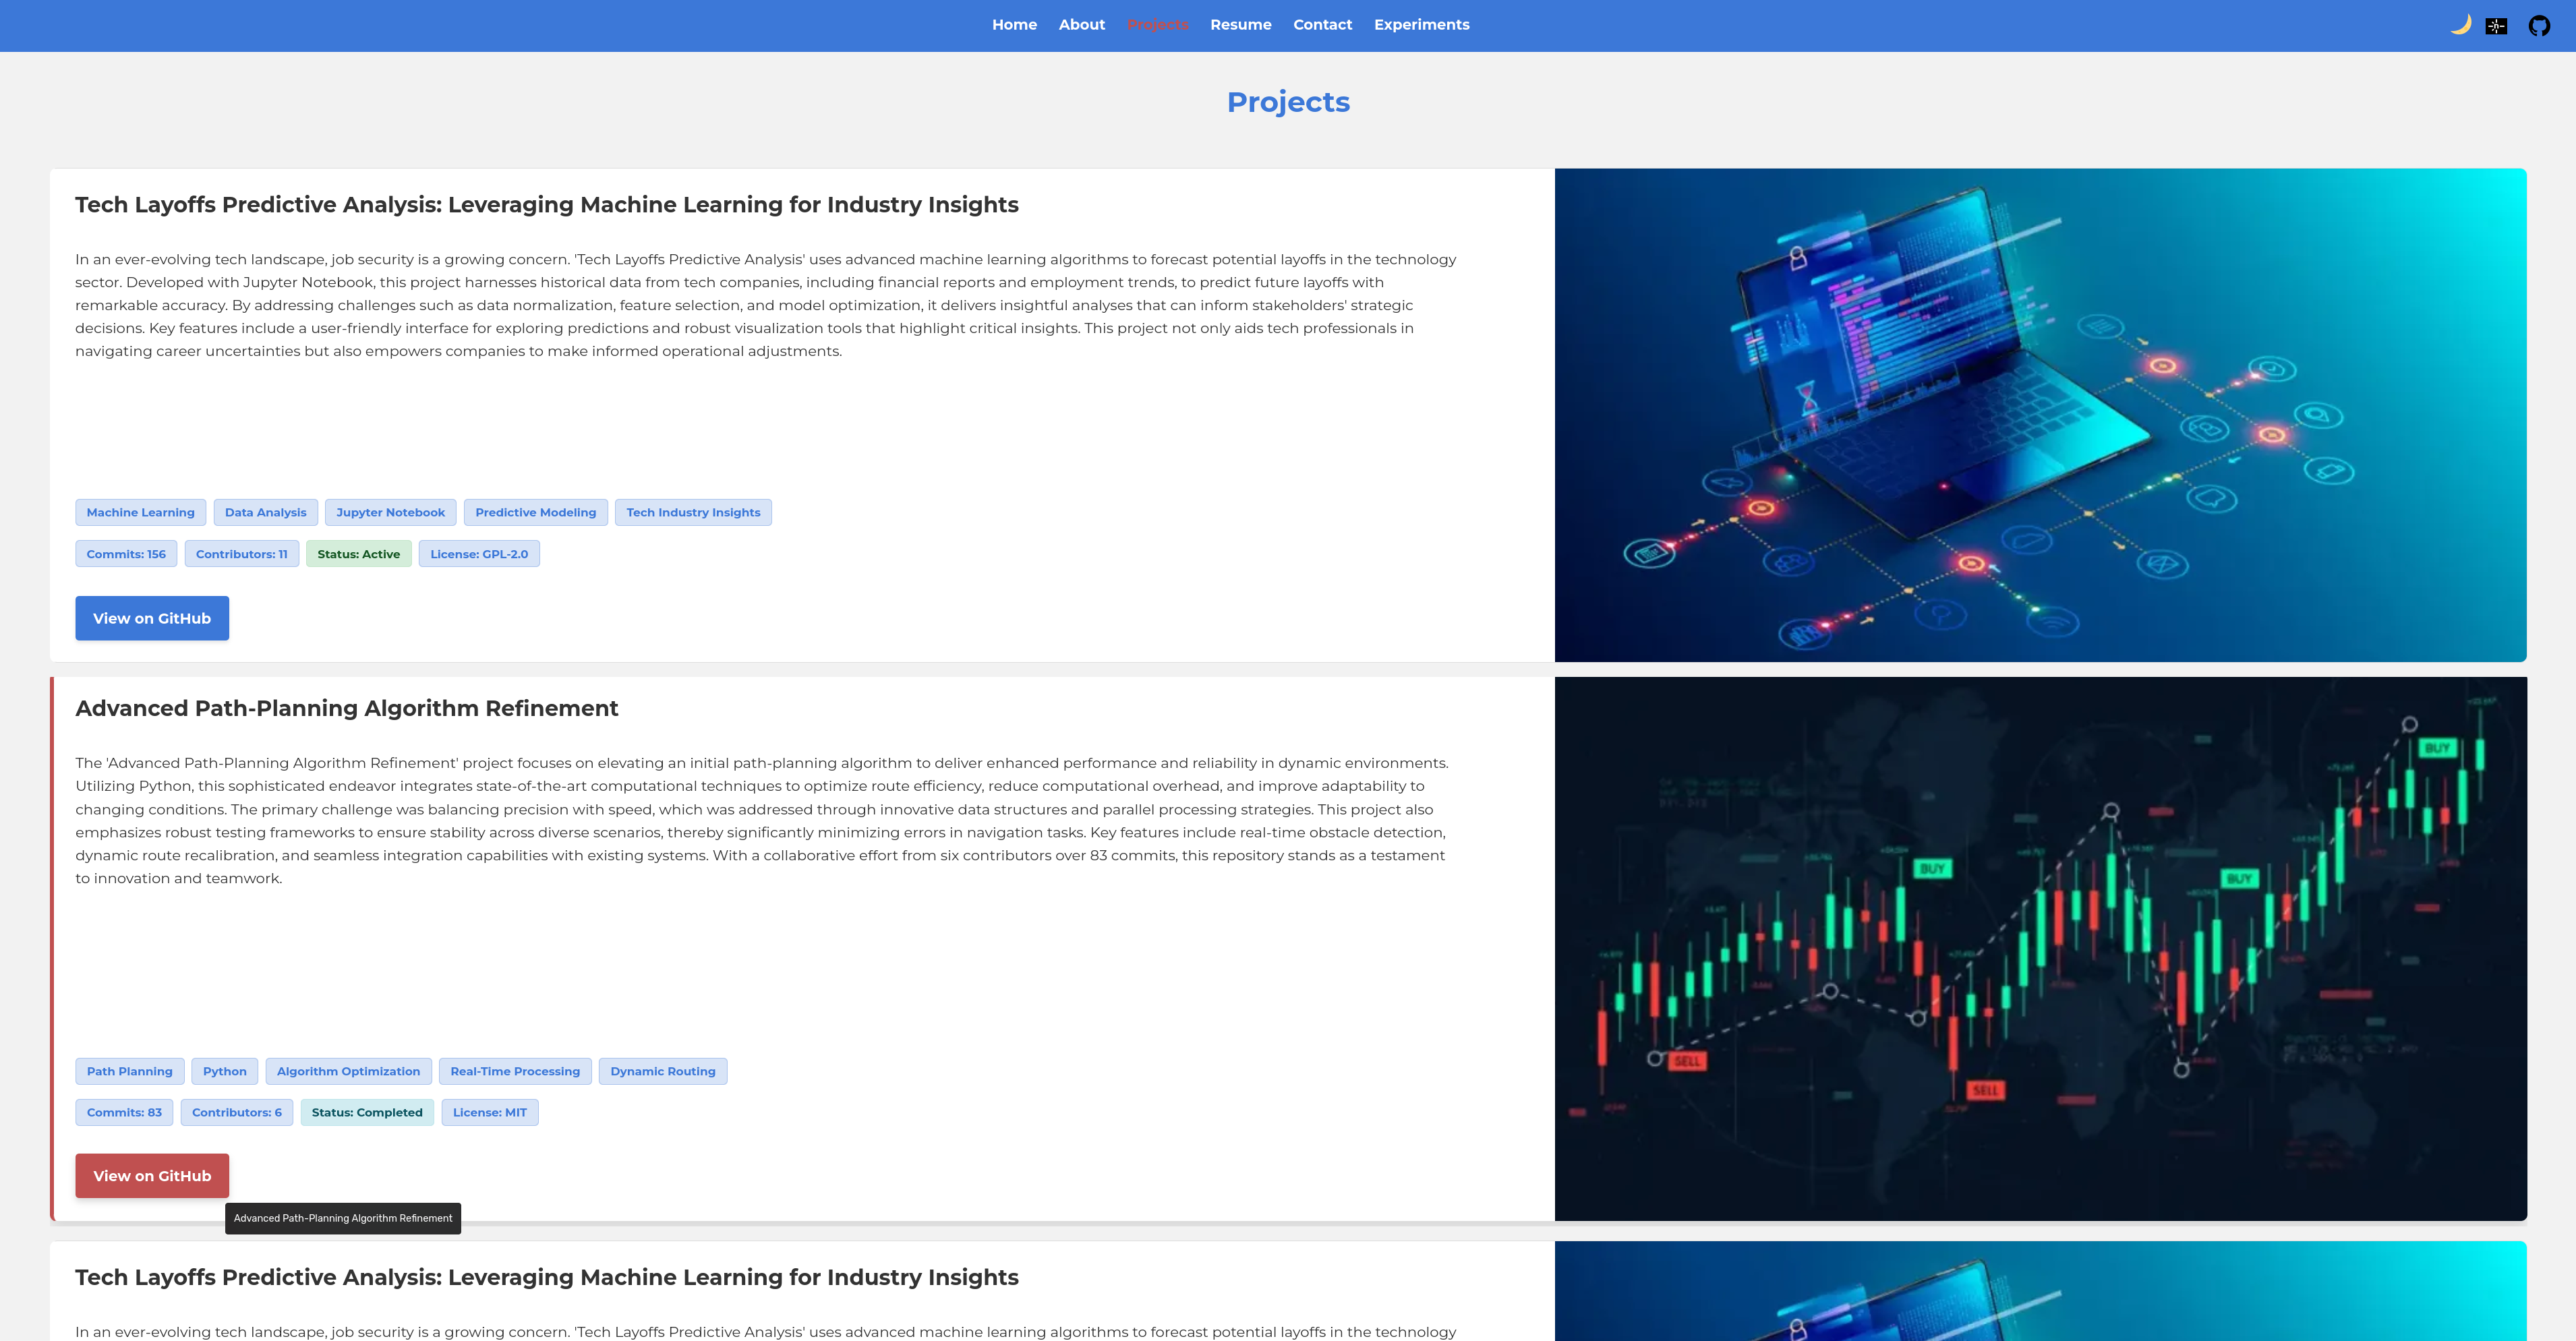 Home About Projects Resume Contact Experiments
Projects
Tech Layoffs Predictive Analysis: Leveraging Machine Learning for Industry Insights
In an ever-evolving tech landscape, job security is a growing concern. 'Tech Layoffs Predictive Analysis' uses advanced machine learning algorithms to forecast potential layoffs in the technology
sector. Developed with Jupyter Notebook, this project harnesses historical data from tech companies, including financial reports and employment trends, to predict future layoffs with
remarkable accuracy. By addressing challenges such as data normalization, feature selection, and model optimization, it delivers insightful analyses that can inform stakeholders' strategic
decisions. Key features include a user-friendly interface for exploring predictions and robust visualization tools that highlight critical insights. This project not only aids tech professionals in
navigating career uncertainties but also empowers companies to make informed operational adjustments.
Machine Learning Data Analysis Jupyter Notebook Predictive Modeling Tech Industry Insights
Commits: 156 Contributors: 11 Status: Active License: GPL-2.0
View on GitHub
Advanced Path-Planning Algorithm Refinement
The 'Advanced Path-Planning Algorithm Refinement' project focuses on elevating an initial path-planning algorithm to deliver enhanced performance and reliability in dynamic environments.
Utilizing Python, this sophisticated endeavor integrates state-of-the-art computational techniques to optimize route efficiency, reduce computational overhead, and improve adaptability to
changing conditions. The primary challenge was balancing precision with speed, which was addressed through innovative data structures and parallel processing strategies. This project also
emphasizes robust testing frameworks to ensure stability across diverse scenarios, thereby significantly minimizing errors in navigation tasks. Key features include real-time obstacle detection,
dynamic route recalibration, and seamless integration capabilities with existing systems. With a collaborative effort from six contributors over 83 commits, this repository stands as a testament
to innovation and teamwork.
Path Planning Python Algorithm Optimization Real-Time Processing Dynamic Routing
Commits: 83 Contributors: 6 Status: Completed License: MIT
View on GitHub
Advanced Path-Planning Algorithm Refinement
BUY
BUY
BUY
SELL
SELL
Tech Layoffs Predictive Analysis: Leveraging Machine Learning for Industry Insights
In an ever-evolving tech landscape, job security is a growing concern. 'Tech Layoffs Predictive Analysis' uses advanced machine learning algorithms to forecast potential layoffs in the technology